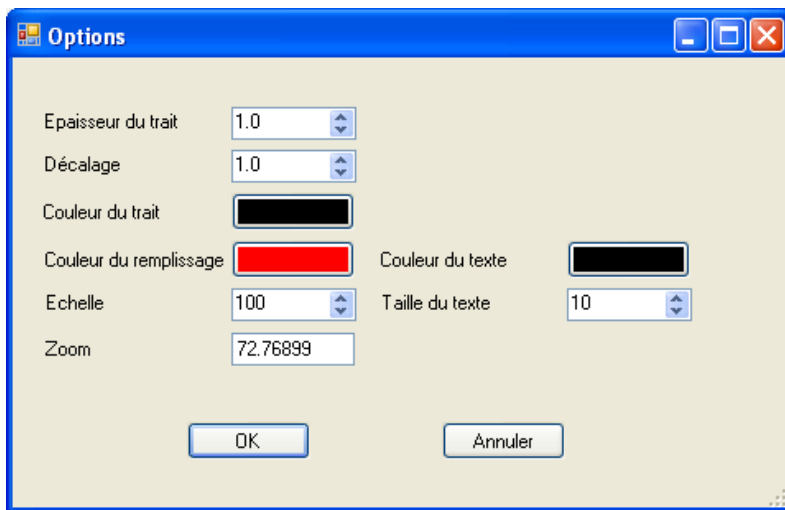 Options
Epaisseur du trait 1.0
Décalage 1.0
Couleur du trait
Couleur du remplissage Couleur du texte
Echelle 100 Taille du texte 10
Zoom 72.76899
OK Annuler